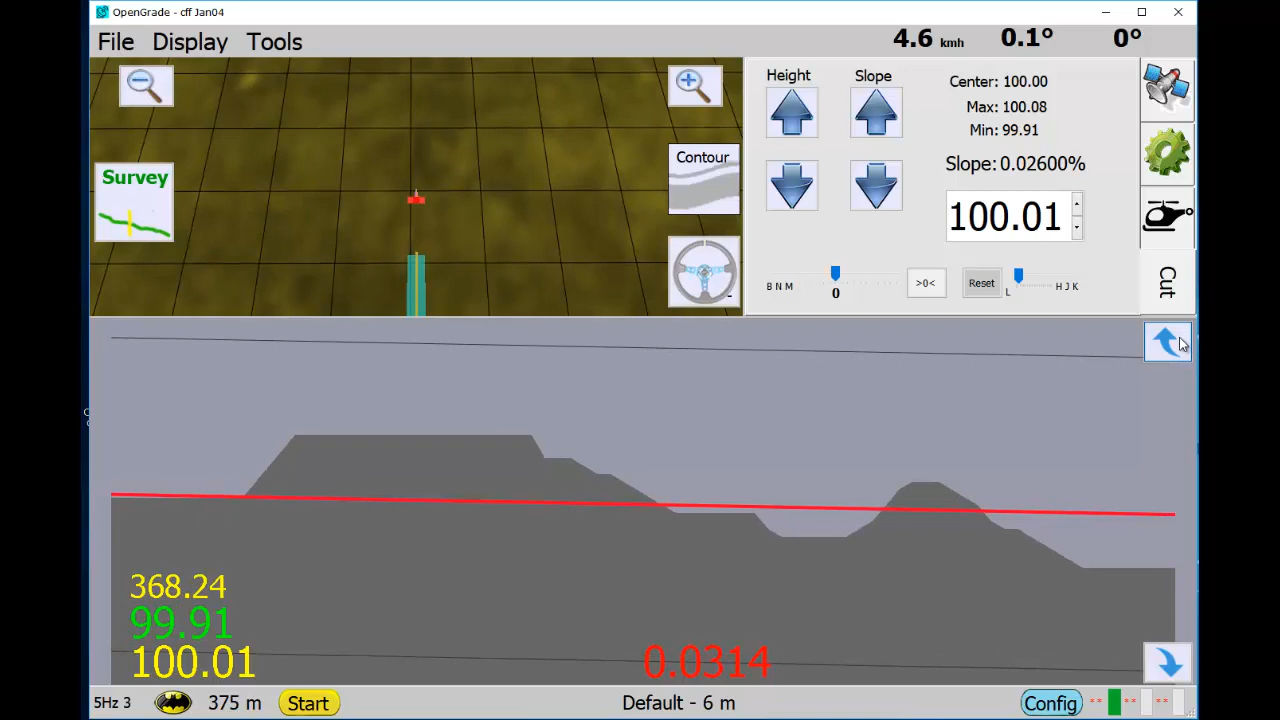 OpenGrade - cff Jan04
File Display Tools 4.6 kmh 0.1° 0°
Height Slope
Center: 100.00
Max: 100.08
Min: 99.91
Slope: 0.02600%
100.01
Contour
Survey
B N M 0 >0< Reset L H J K
Cut
368.24
99.91
100.01 0.0314
5Hz 3 375 m Start Default - 6 m Config ** ** **